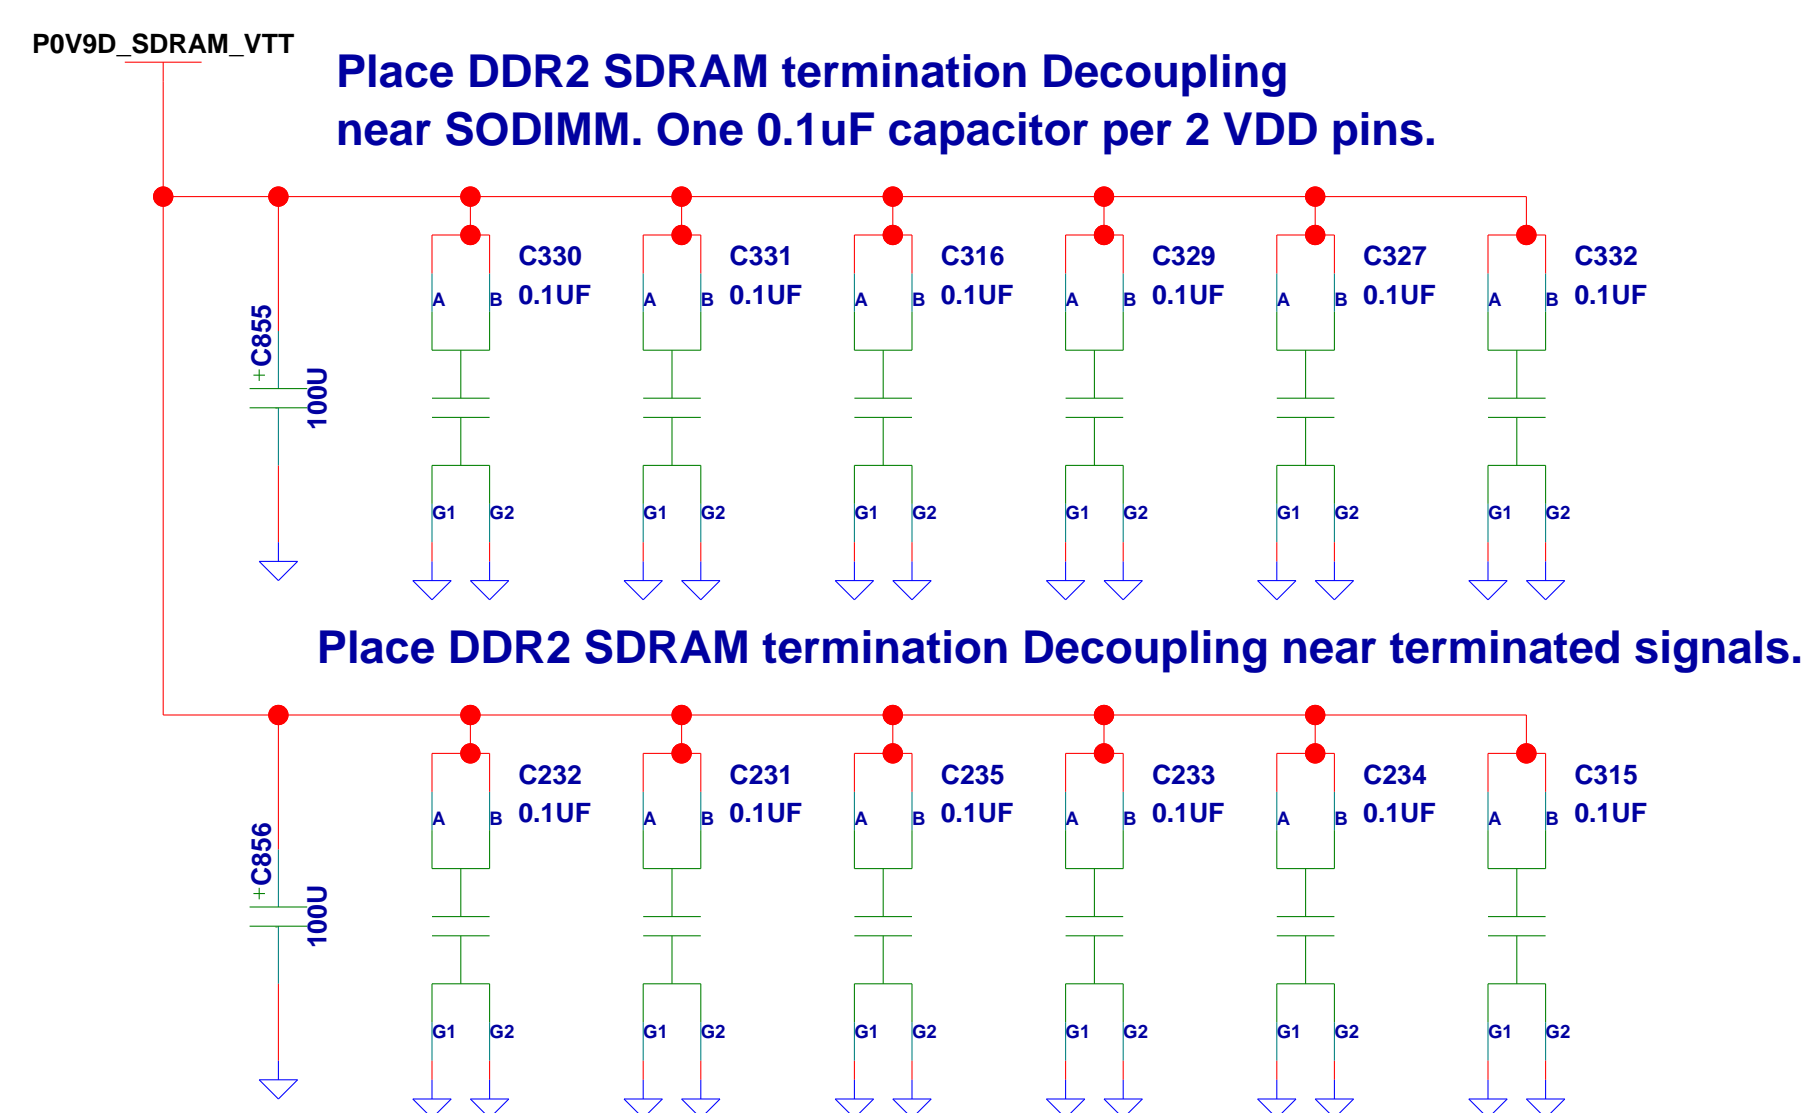 P0V9D_SDRAM_VTT
Place DDR2 SDRAM termination Decoupling
near SODIMM. One 0.1uF capacitor per 2 VDD pins.
C330 C331 C316 C329 C327 C332
A B 0.1UF A B 0.1UF A B 0.1UF A B 0.1UF A B 0.1UF A B 0.1UF
+C855
100U
G1 G2 G1 G2 G1 G2 G1 G2 G1 G2 G1 G2
Place DDR2 SDRAM termination Decoupling near terminated signals.
C232 C231 C235 C233 C234 C315
A B 0.1UF A B 0.1UF A B 0.1UF A B 0.1UF A B 0.1UF A B 0.1UF
+C856
100U
G1 G2 G1 G2 G1 G2 G1 G2 G1 G2 G1 G2